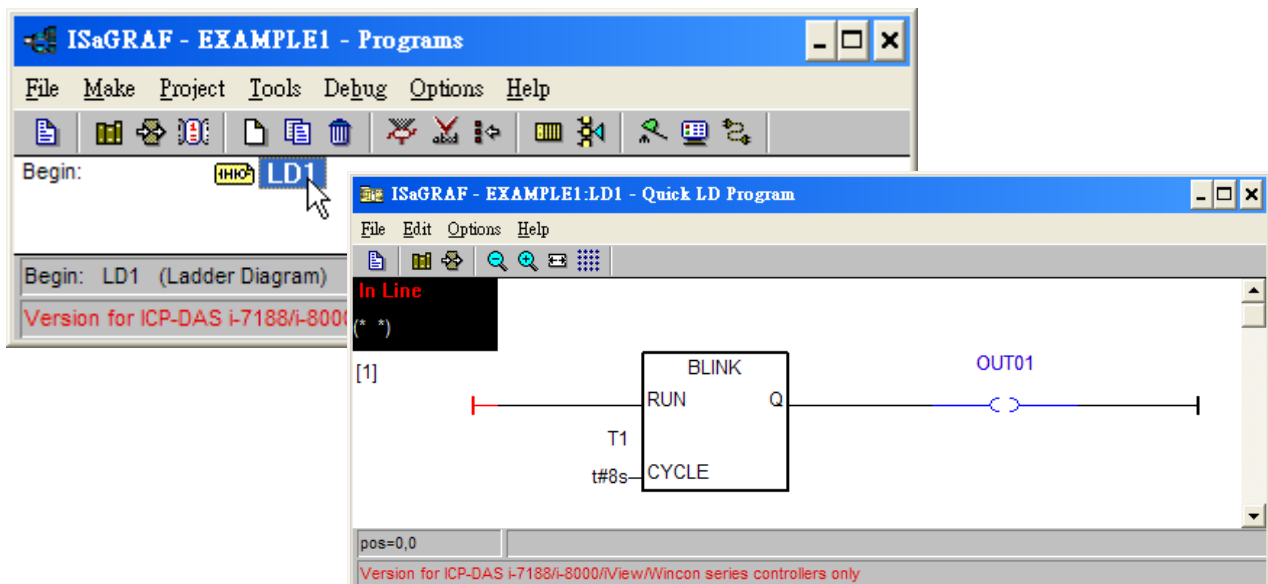 ISaGRAF - EXAMPLE1 - Programs
File Make Project Tools Debug Options Help
Begin: LD1
Begin: LD1 (Ladder Diagram)
Version for ICP-DAS i-7188/i-8000
ISaGRAF - EXAMPLE1:LD1 - Quick LD Program
File Edit Options Help
In Line
(* *)
[1]
BLINK
OUT01
RUN Q
T1
t#8s CYCLE
pos=0,0
Version for ICP-DAS i-7188/i-8000/iView/Wincon series controllers only